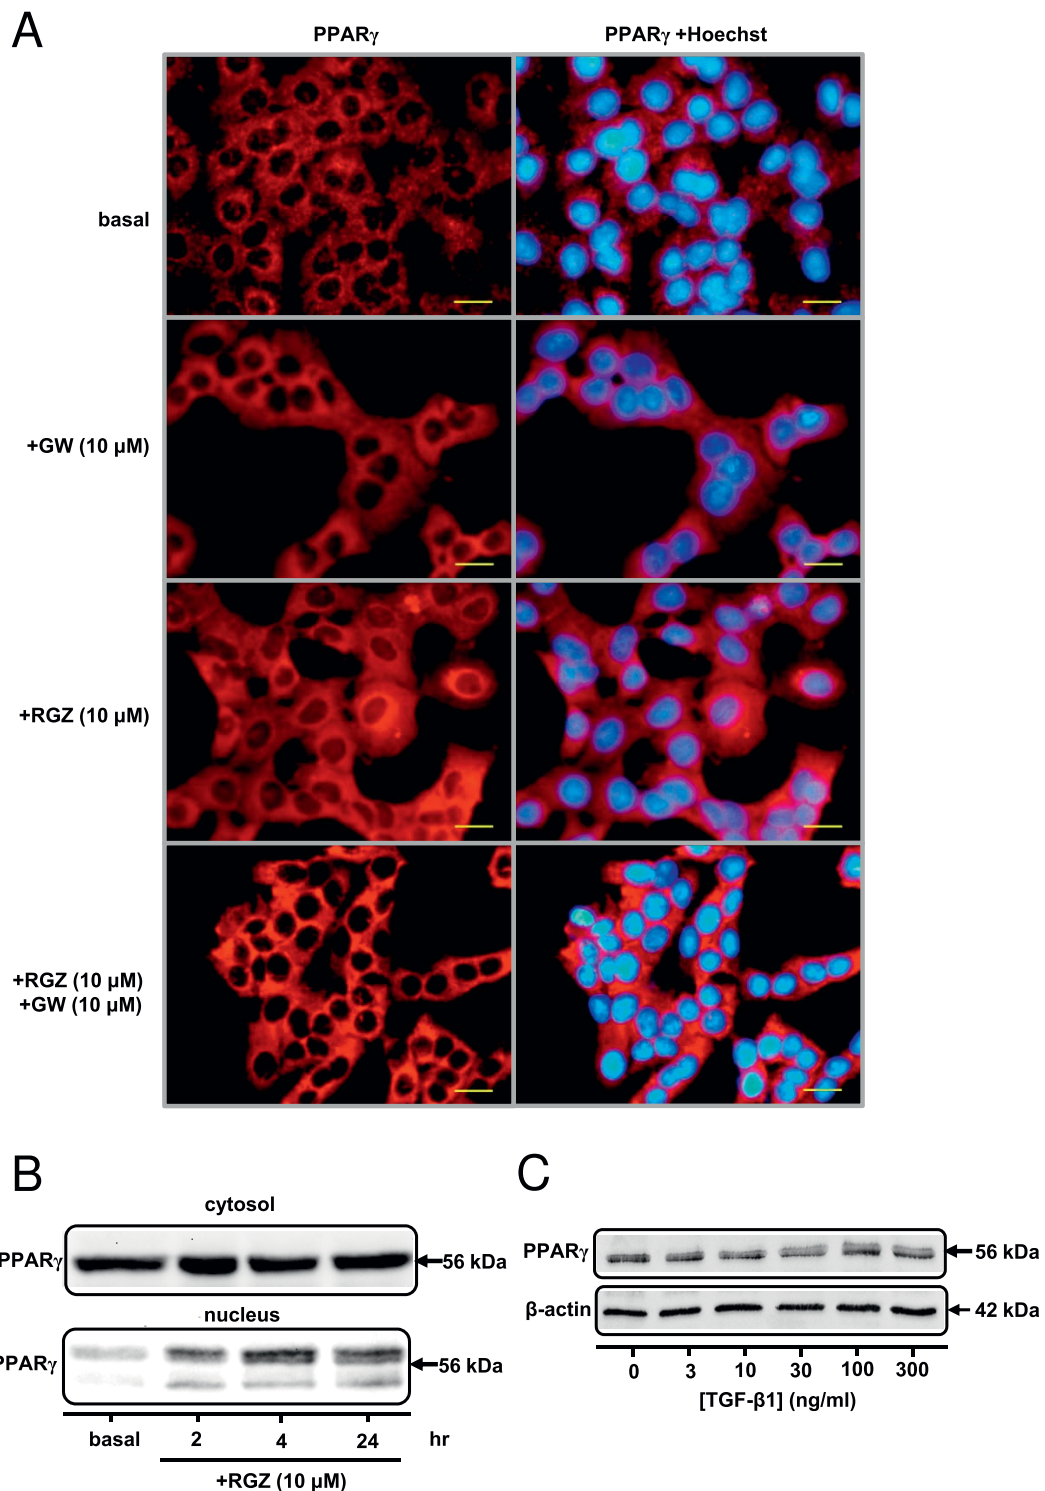 A
PPARγ
PPARγ +Hoechst
basal
+GW (10 µM)
+RGZ (10 µM)
+RGZ (10 µM)
+GW (10 µM)
B
cytosol
PPARγ
56 kDa
nucleus
PPARγ
56 kDa
basal 2 4 24 hr
+RGZ (10 µM)
C
PPARγ
56 kDa
β-actin
42 kDa
0 3 10 30 100 300
[TGF-β1] (ng/ml)